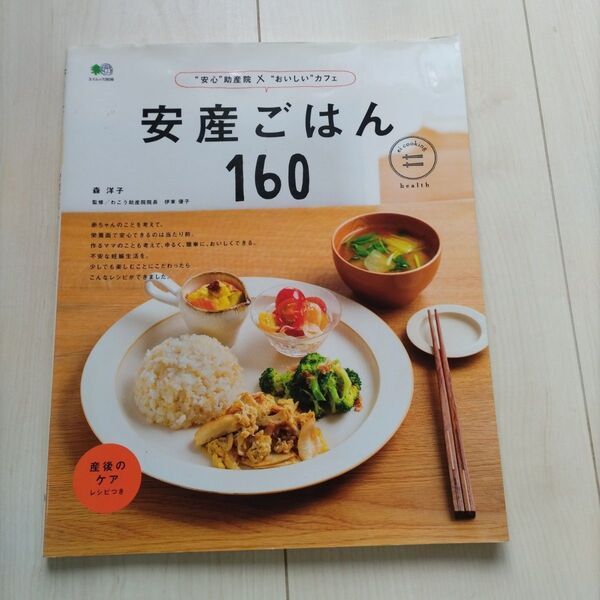 "安心"助産院×"おいしい"カフェ
安産ごはん
160
ei cooking
health
森 洋子
監修/わこう助産院院長 伊東 優子
赤ちゃんのことを考えて、
栄養面で安心できるのは当たり前。
作るママのことも考えて、ゆるく、簡単に、おいしくできる。
不安な妊娠生活を、
少しでも楽しむことにこだわったら
こんなレシピができました。
産後の
ケア
レシピつき